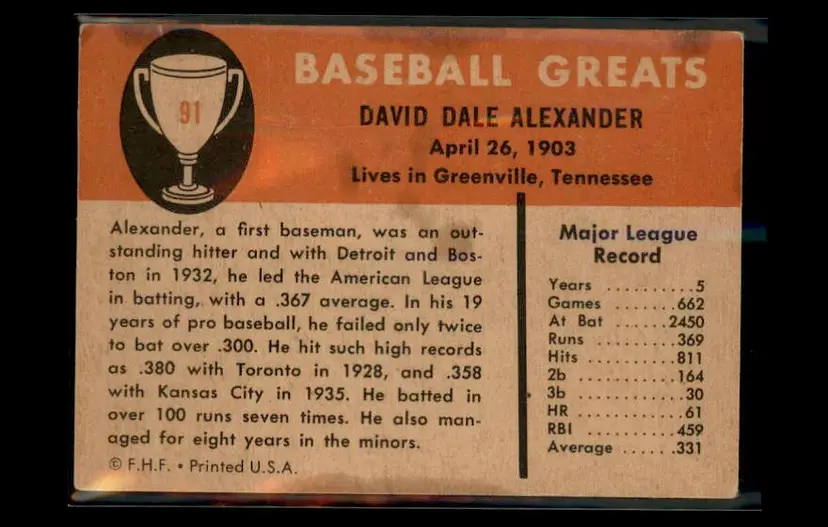 BASEBALL GREATS
91
DAVID DALE ALEXANDER
April 26, 1903
Lives in Greenville, Tennessee
Alexander, a first baseman, was an out-
standing hitter and with Detroit and Bos-
ton in 1932, he led the American League
in batting, with a .367 average. In his 19
years of pro baseball, he failed only twice
to bat over .300. He hit such high records
as .380 with Toronto in 1928, and .358
with Kansas City in 1935. He batted in
over 100 runs seven times. He also man-
aged for eight years in the minors.
© F.H.F. • Printed U.S.A.
Major League
Record
Years ..........5
Games .......662
At Bat ......2450
Runs .........369
Hits ..........811
2b ...........164
3b ............30
HR ............61
RBI ..........459
Average ......331